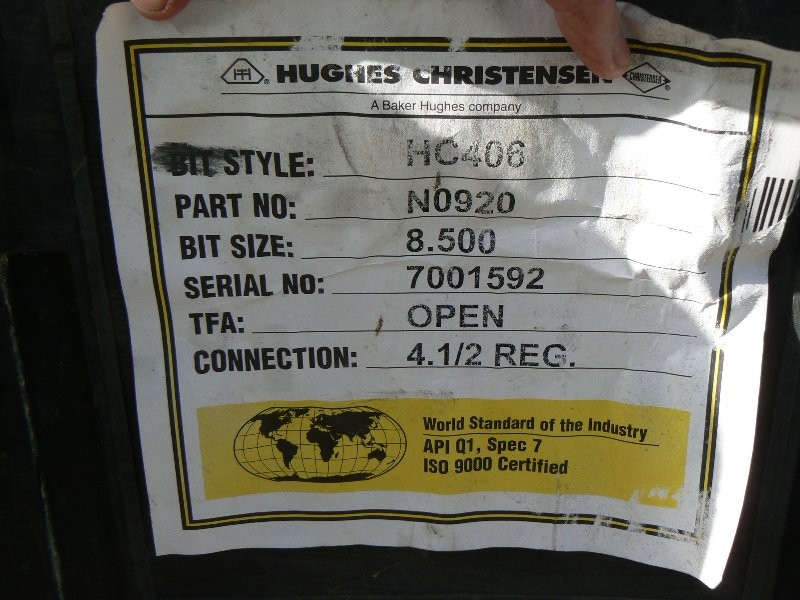 HUGHES CHRISTENSEN CHRISTENSEN
A Baker Hughes company
BIT STYLE: HC406
PART NO: N0920
BIT SIZE: 8.500
SERIAL NO: 7001592
TFA: OPEN
CONNECTION: 4.1/2 REG.
World Standard of the Industry
API Q1, Spec 7
ISO 9000 Certified